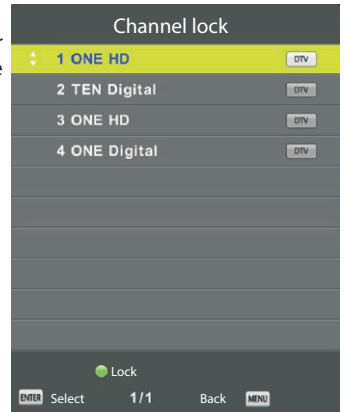 Channel lock
1 ONE HD DTV
2 TEN Digital DTV
3 ONE HD DTV
4 ONE Digital DTV
Lock
ENTER Select 1/1 Back MENU